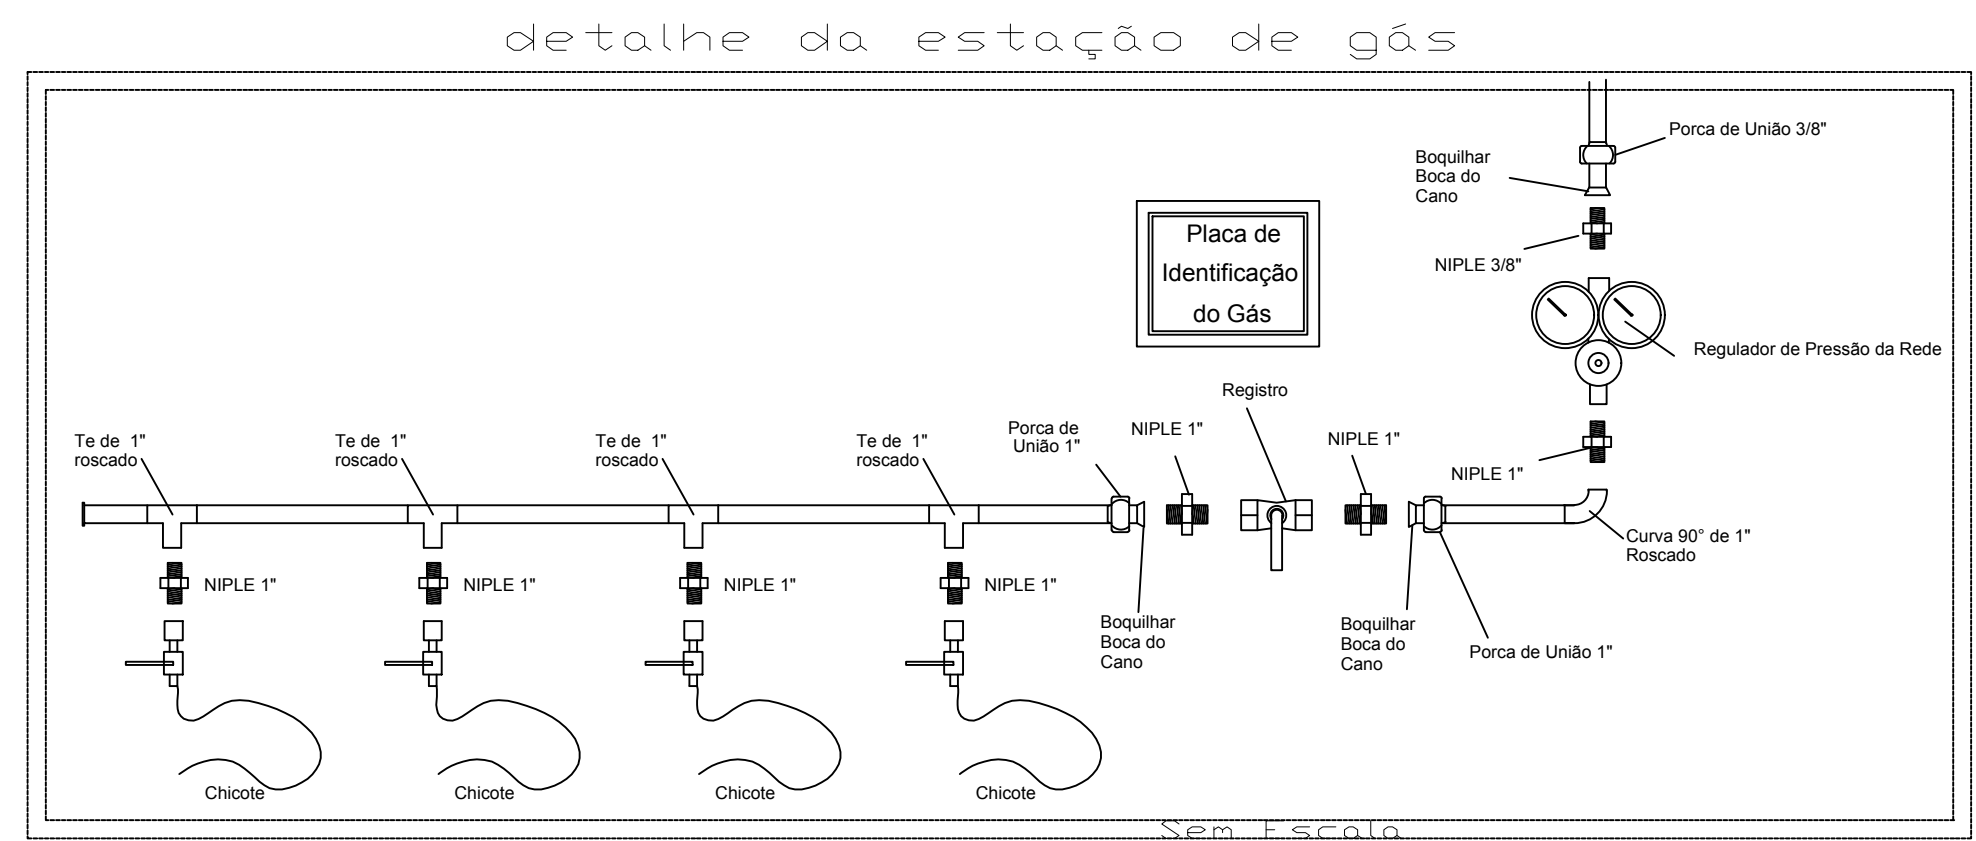 detalhe da estação de gás
Porca de União 3/8"
Boquilhar
Boca do
Cano
NIPLE 3/8"
Placa de
Identificação
do Gás
Regulador de Pressão da Rede
Registro
Te de 1"
roscado
Te de 1"
roscado
Te de 1"
roscado
Te de 1"
roscado
Porca de
União 1"
NIPLE 1"
NIPLE 1"
NIPLE 1"
Curva 90° de 1"
Roscado
NIPLE 1"
NIPLE 1"
NIPLE 1"
NIPLE 1"
Boquilhar
Boca do
Cano
Boquilhar
Boca do
Cano
Porca de União 1"
Chicote
Chicote
Chicote
Chicote
Sem Escala